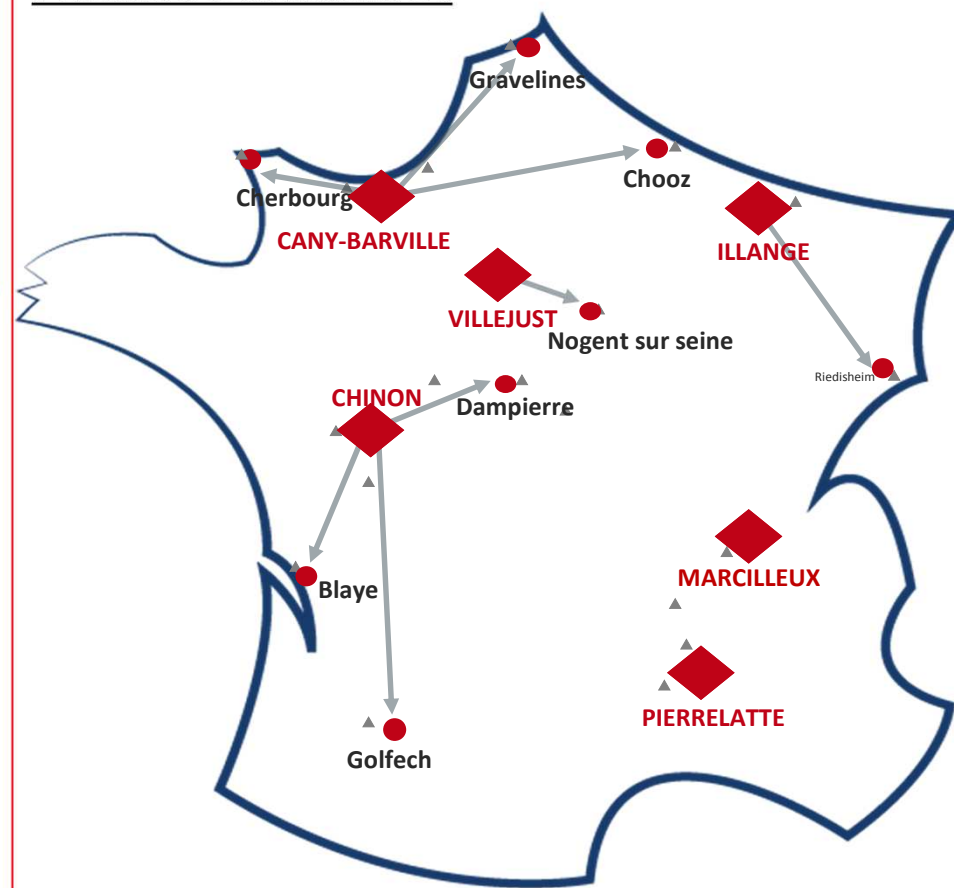 Gravelines
Chooz
Cherbourg
CANY-BARVILLE
ILLANGE
VILLEJUST
Nogent sur seine
Riedisheim
CHINON
Dampierre
MARCILLEUX
Blaye
PIERRELATTE
Golfech